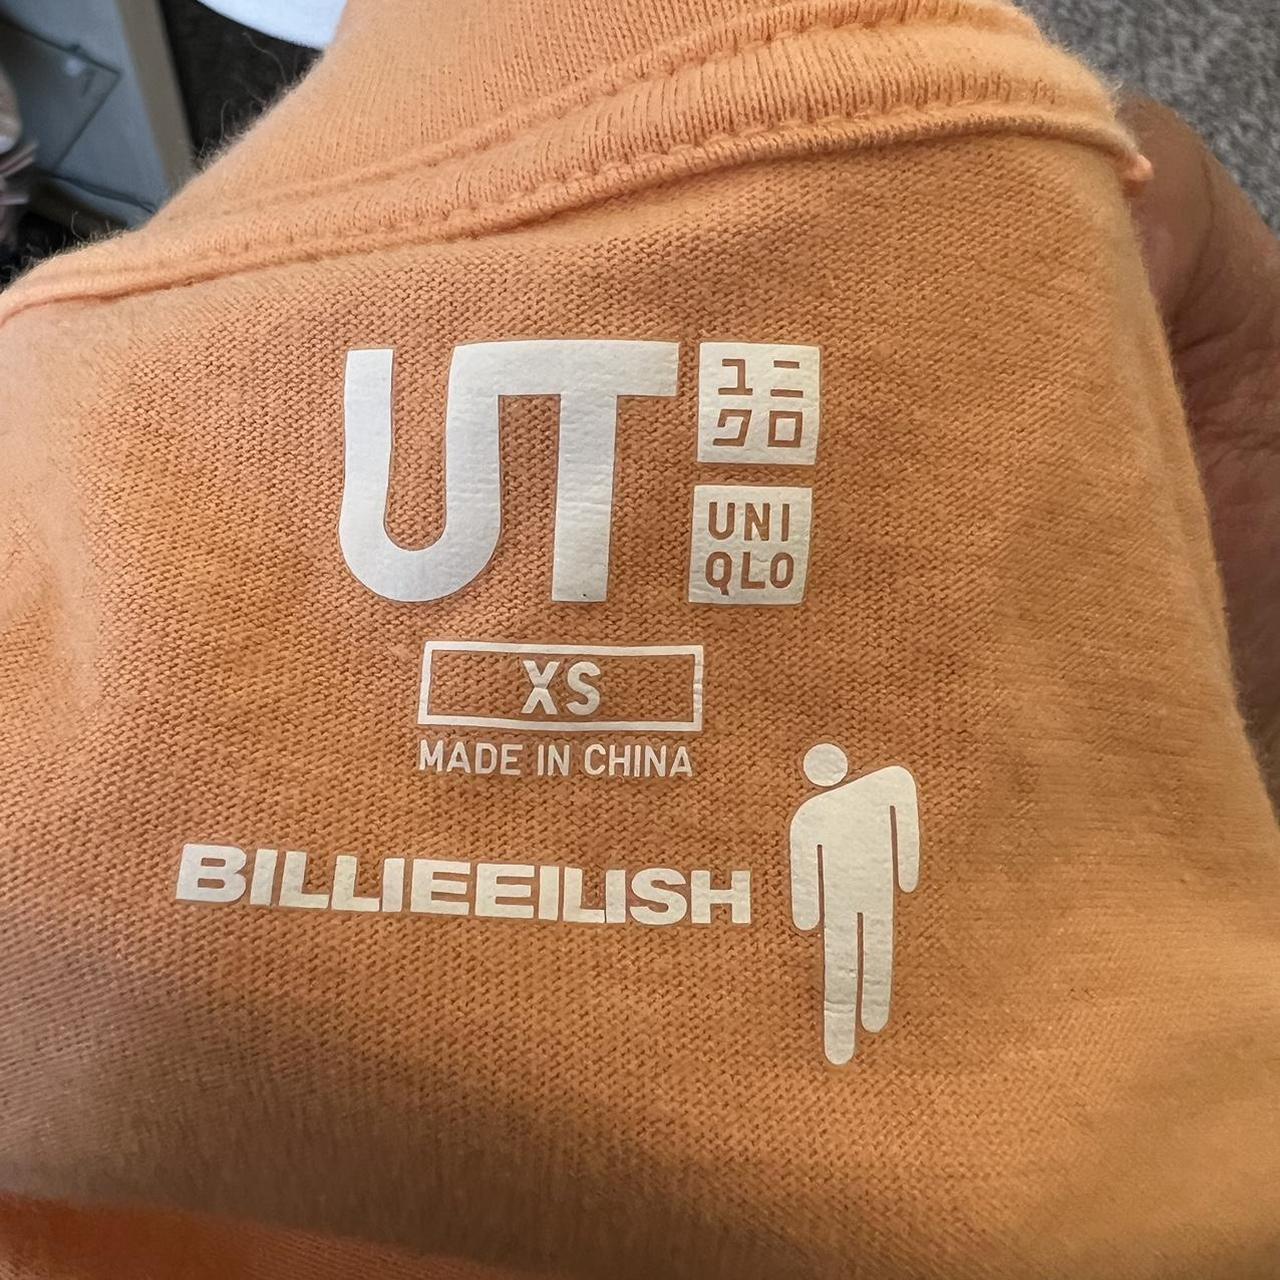 UT
ユニ
クロ
UNI
QLO
XS
MADE IN CHINA
BILLIEEILISH